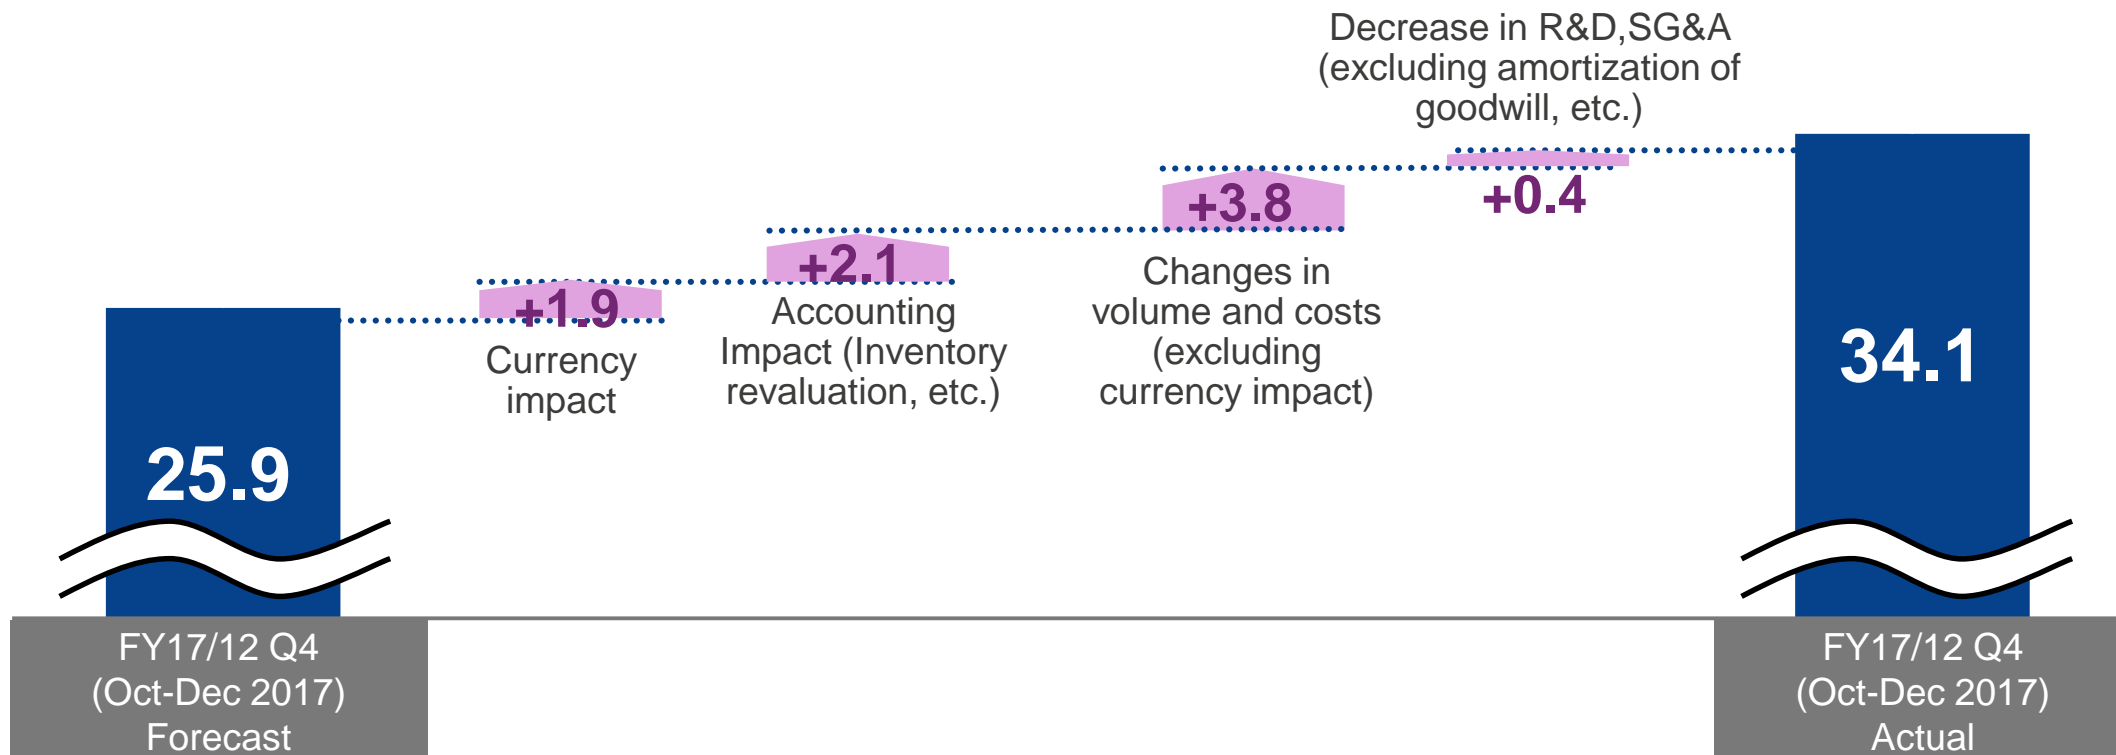 Decrease in R&D,SG&A
(excluding amortization of
goodwill, etc.)
+0.4
+3.8
Changes in
volume and costs
(excluding
currency impact)
+2.1
Accounting
Impact (Inventory
revaluation, etc.)
+1.9
Currency
impact
25.9
34.1
FY17/12 Q4
(Oct-Dec 2017)
Forecast
FY17/12 Q4
(Oct-Dec 2017)
Actual